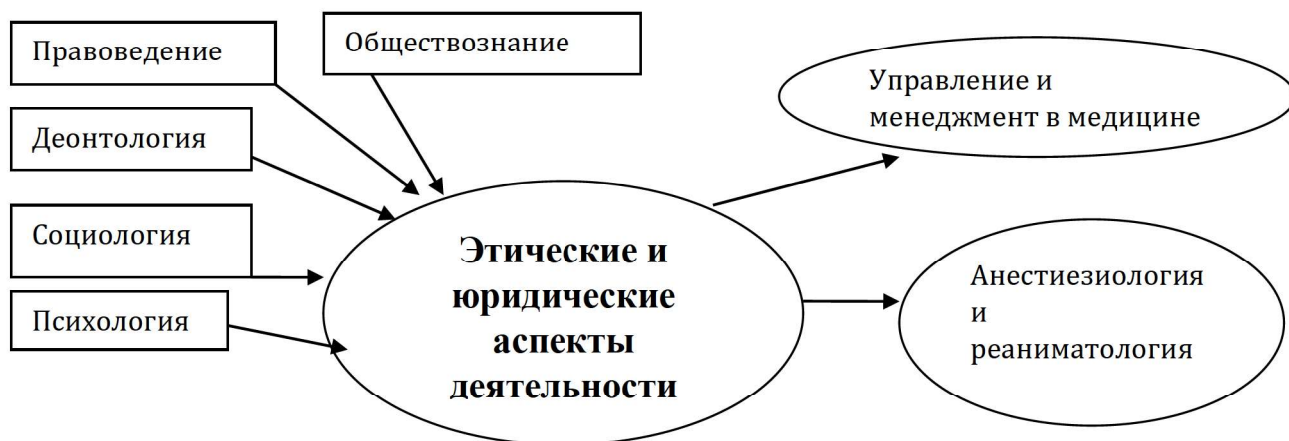 Правоведение
Обществознание
Деонтология
Социология
Психология
Этические и
юридические
аспекты
деятельности
Управление и
менеджмент в медицине
Анестиезиология
и
реаниматология